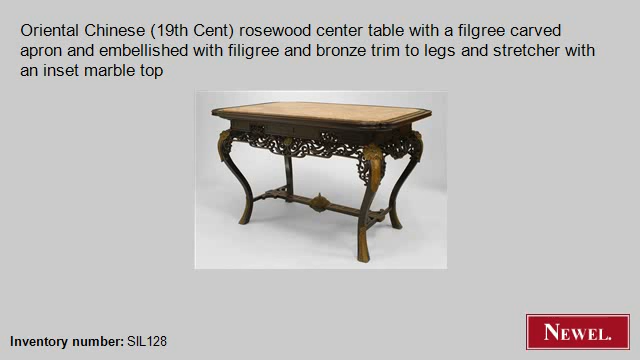 Oriental Chinese (19th Cent) rosewood center table with a filgree carved
apron and embellished with filigree and bronze trim to legs and stretcher with
an inset marble top
Inventory number: SIL128
NEWEL.